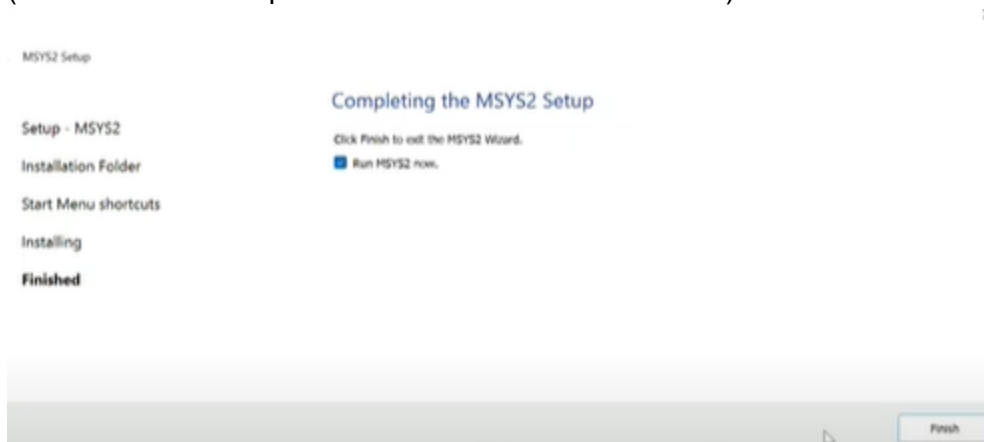 MSYS2 Setup
Setup - MSYS2
Installation Folder
Start Menu shortcuts
Installing
Finished
Completing the MSYS2 Setup
Click Finish to exit the MSYS2 Wizard.
Run MSYS2 now.
Finish